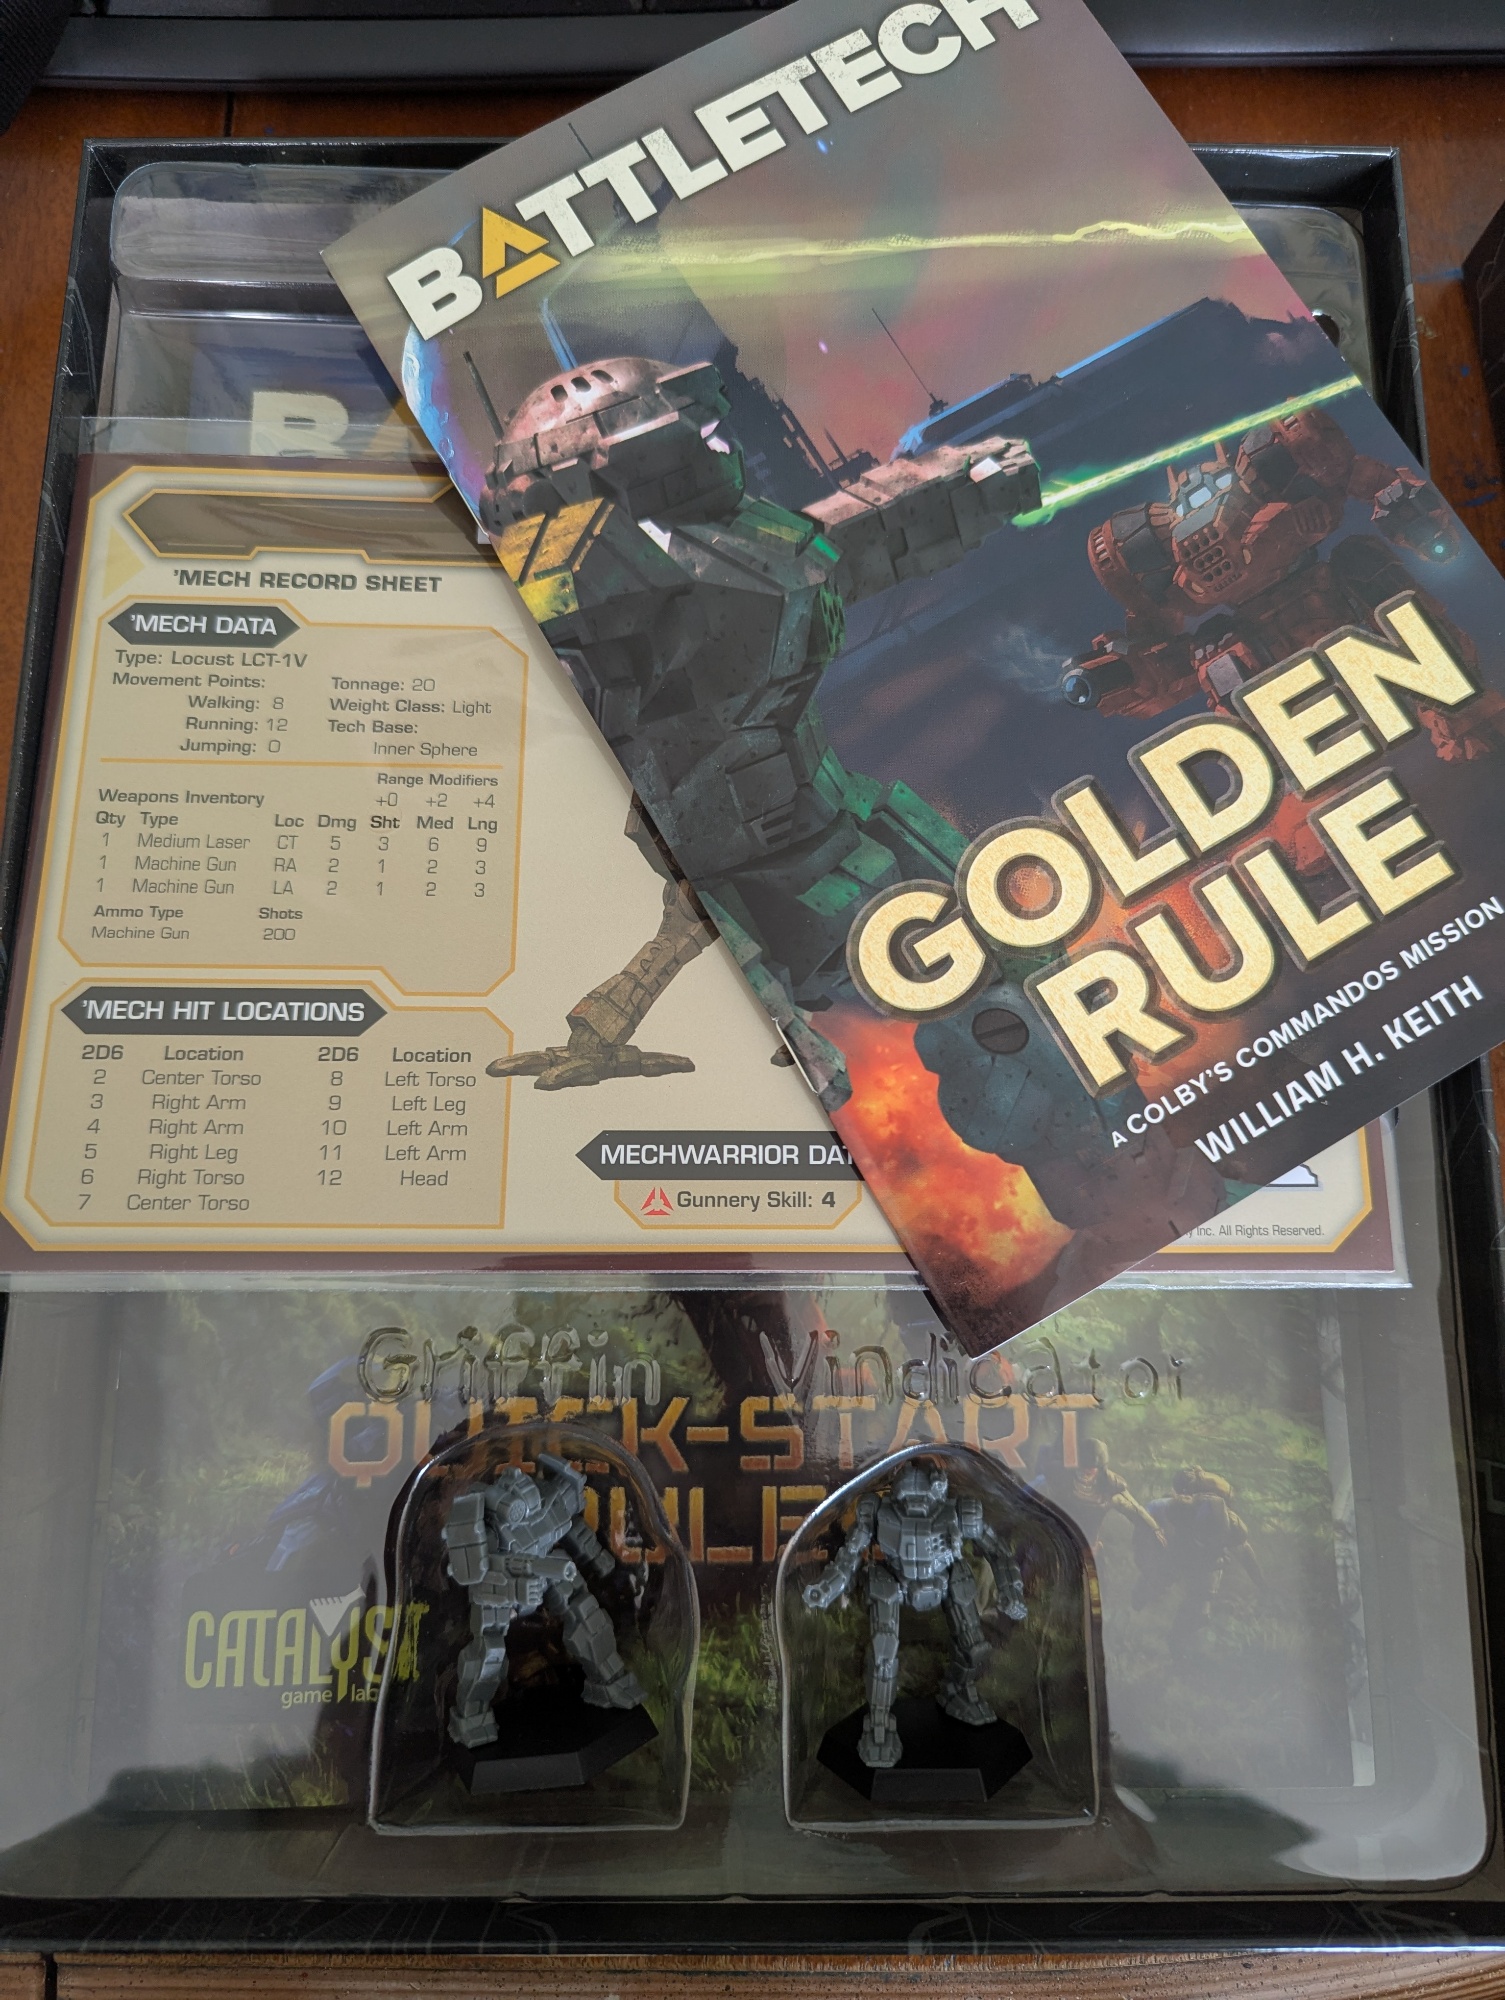 BATTLETECH
GOLDEN
RULE
A COLBY'S COMMANDOS MISSION
WILLIAM H. KEITH
'MECH RECORD SHEET
'MECH DATA
Type: Locust LCT-1V
Movement Points: Tonnage: 20
Walking: 8 Weight Class: Light
Running: 12 Tech Base:
Jumping: 0 Inner Sphere
Range Modifiers
Weapons Inventory +0 +2 +4
Qty Type Loc Dmg Sht Med Lng
1 Medium Laser CT 5 3 6 9
1 Machine Gun RA 2 1 2 3
1 Machine Gun LA 2 1 2 3
Ammo Type Shots
Machine Gun 200
'MECH HIT LOCATIONS
2D6 Location 2D6 Location
2 Center Torso 8 Left Torso
3 Right Arm 9 Left Leg
4 Right Arm 10 Left Arm
5 Right Leg 11 Left Arm
6 Right Torso 12 Head
7 Center Torso
MECHWARRIOR DAT
Gunnery Skill: 4
Inc. All Rights Reserved.
Griffin Vindicator
QUICK-START
RULES
CATALYST
game lab